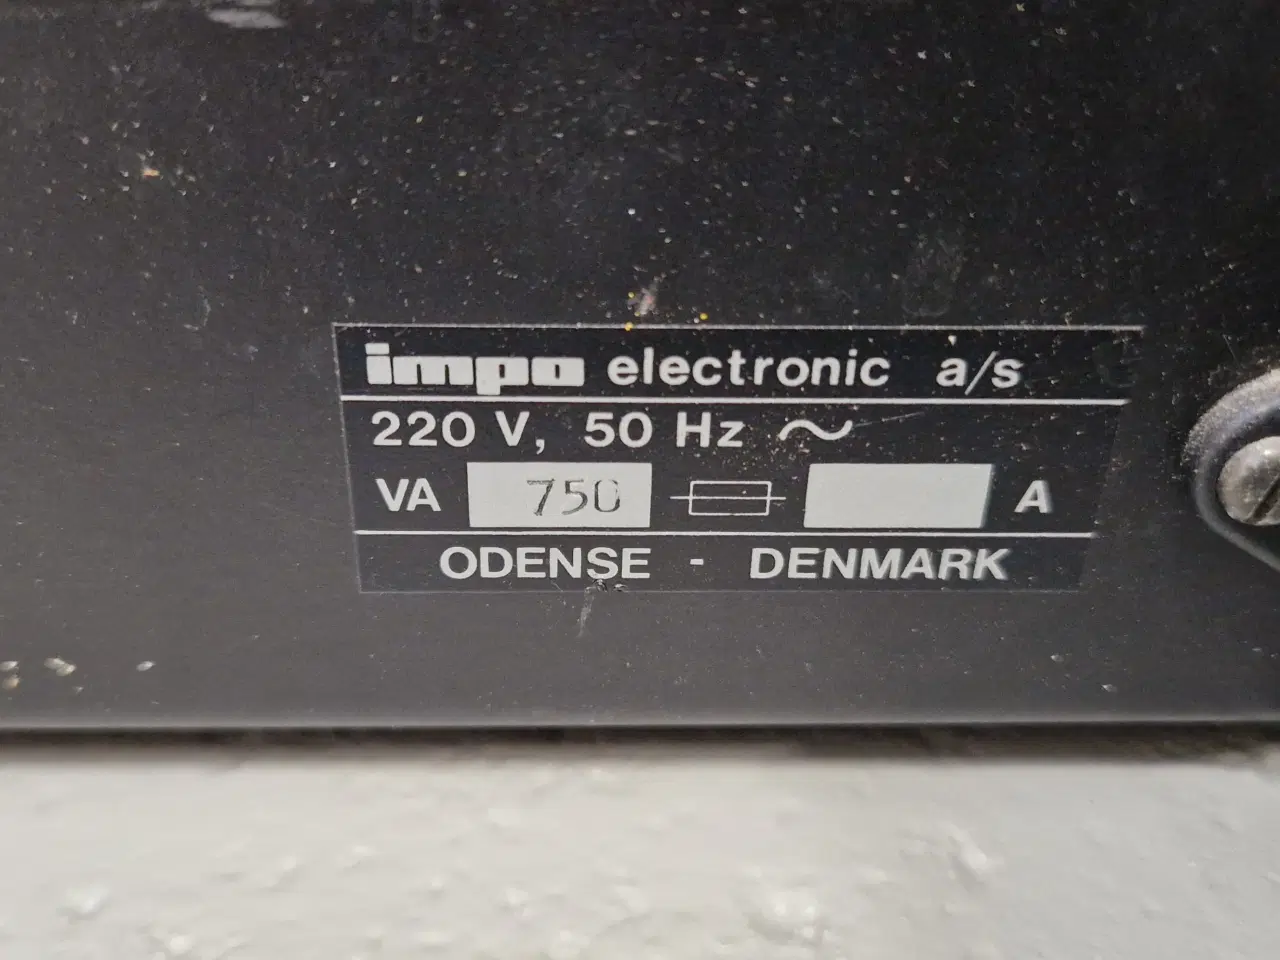 impo electronic a/s
220 V, 50 Hz ~
VA 750 A
ODENSE - DENMARK